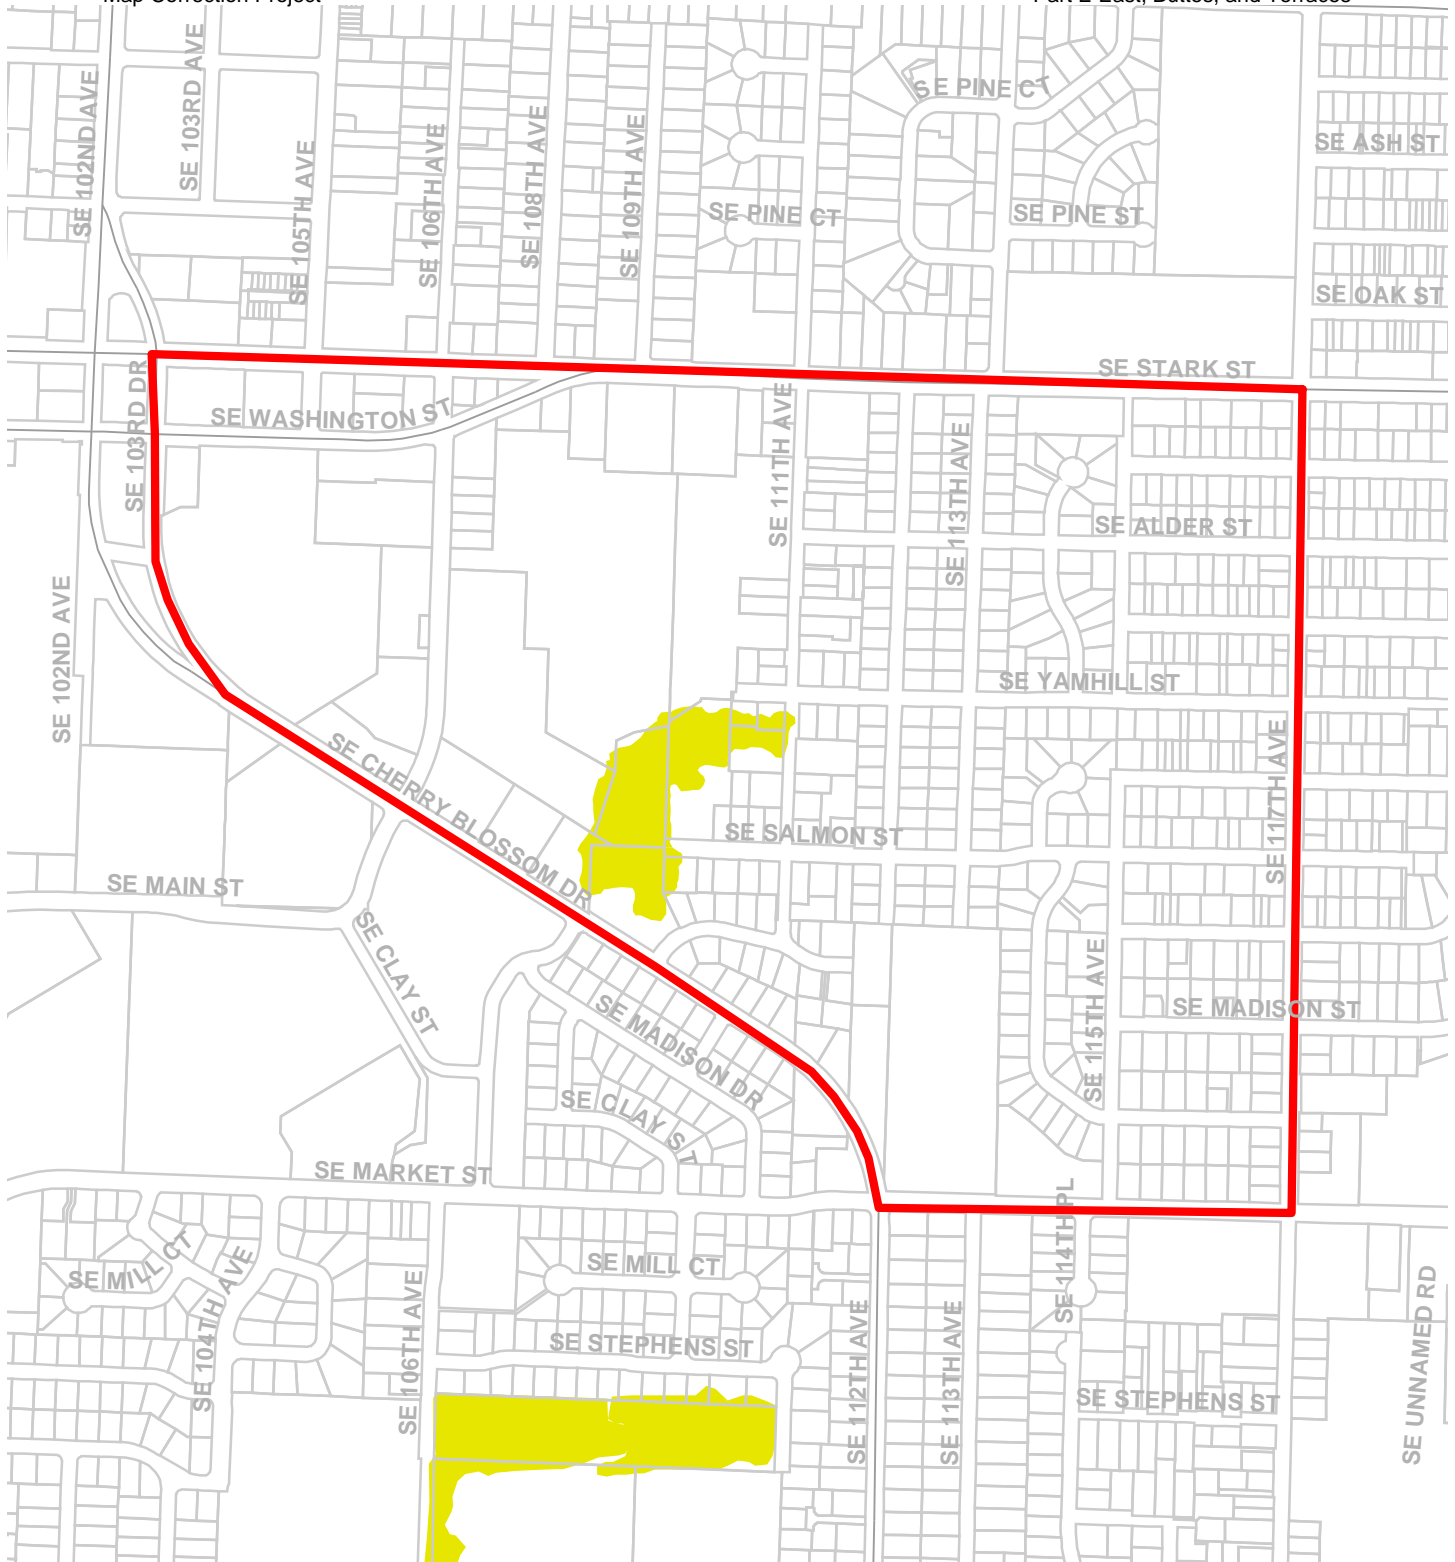 SE 102ND AVE
SE 103RD AVE
SE 105TH AVE
SE 106TH AVE
SE 108TH AVE
SE 109TH AVE
SE PINE CT
SE ASH ST
SE PINE CT
SE PINE ST
SE OAK ST
SE STARK ST
SE 103RD DR
SE WASHINGTON ST
SE 111TH AVE
SE 113TH AVE
SE ALDER ST
SE 102ND AVE
SE YAMHILL ST
SE CHERRY BLOSSOM DR
SE 117TH AVE
SE SALMON ST
SE MAIN ST
SE CLAY ST
SE 115TH AVE
SE MADISON ST
SE MADISON DR
SE CLAY ST
SE MARKET ST
SE 114TH PL
SE MILL CT
SE 104TH AVE
SE MILL CT
SE 106TH AVE
SE STEPHENS ST
SE 112TH AVE
SE 113TH AVE
SE STEPHENS ST
SE UNNAMED RD